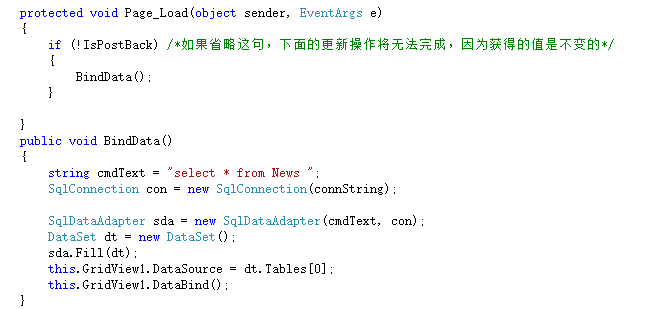 protected void Page_Load(object sender, EventArgs e)
{
if (!IsPostBack) /*如果省略这句，下面的更新操作将无法完成，因为获得的值是不变的*/
{
BindData();
}
}
public void BindData()
{
string cmdText = "select * from News ";
SqlConnection con = new SqlConnection(connString);
SqlDataAdapter sda = new SqlDataAdapter(cmdText, con);
DataSet dt = new DataSet();
sda.Fill(dt);
this.GridView1.DataSource = dt.Tables[0];
this.GridView1.DataBind();
}